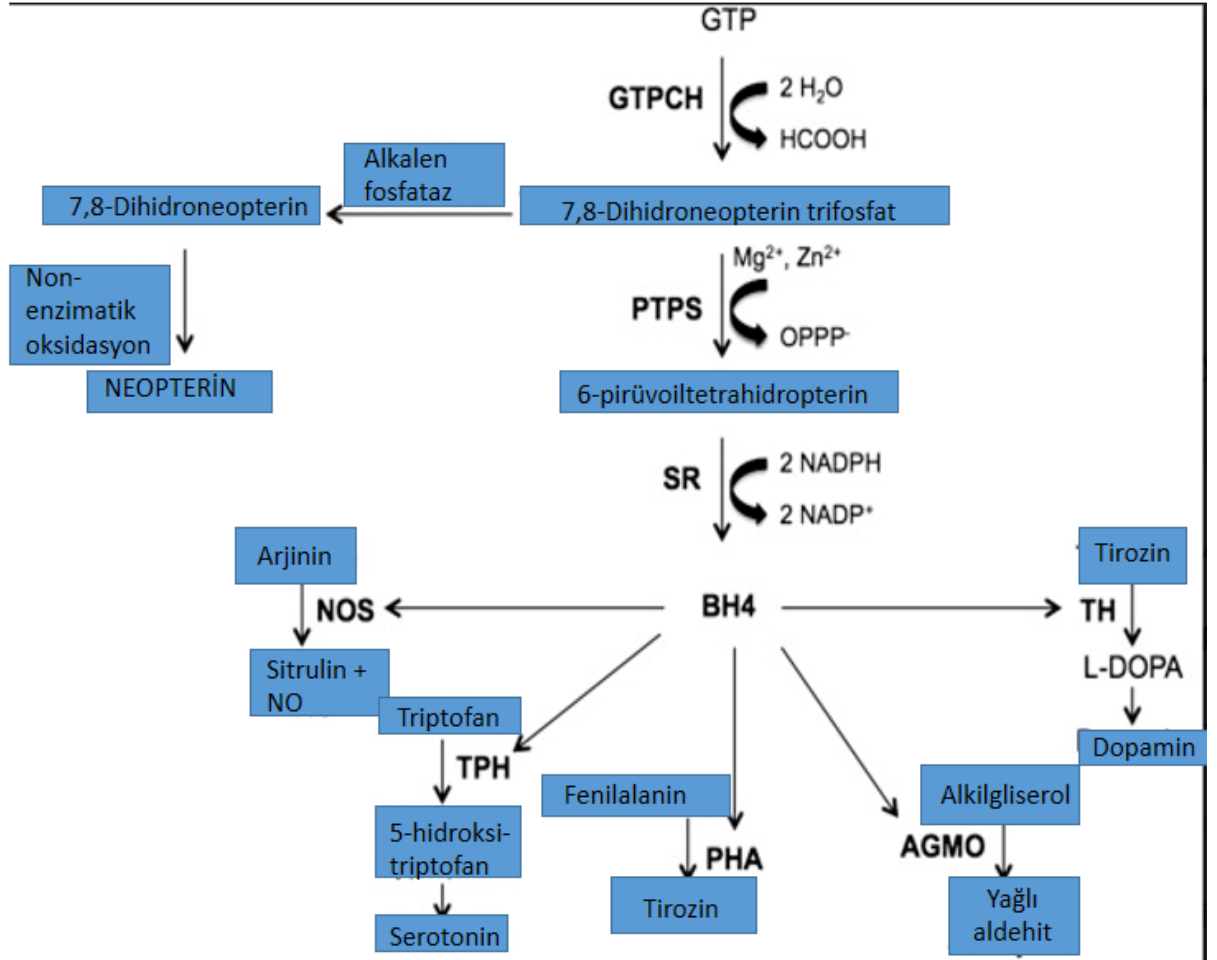 GTP
GTPCH
2 H₂O
HCOOH
Alkalen
fosfataz
7,8-Dihidroneopterin
7,8-Dihidroneopterin trifosfat
Non-
enzimatik
oksidasyon
NEOPTERİN
Mg²⁺, Zn²⁺
PTPS
OPPP⁻
6-pirüvoiltetrahidropterin
SR
2 NADPH
2 NADP⁺
Arjinin
NOS
Sitrulin +
NO
BH4
Tirozin
TH
L-DOPA
Dopamin
Triptofan
TPH
5-hidroksi-
triptofan
Serotonin
Fenilalanin
PHA
Tirozin
Alkilgliserol
AGMO
Yağlı
aldehit